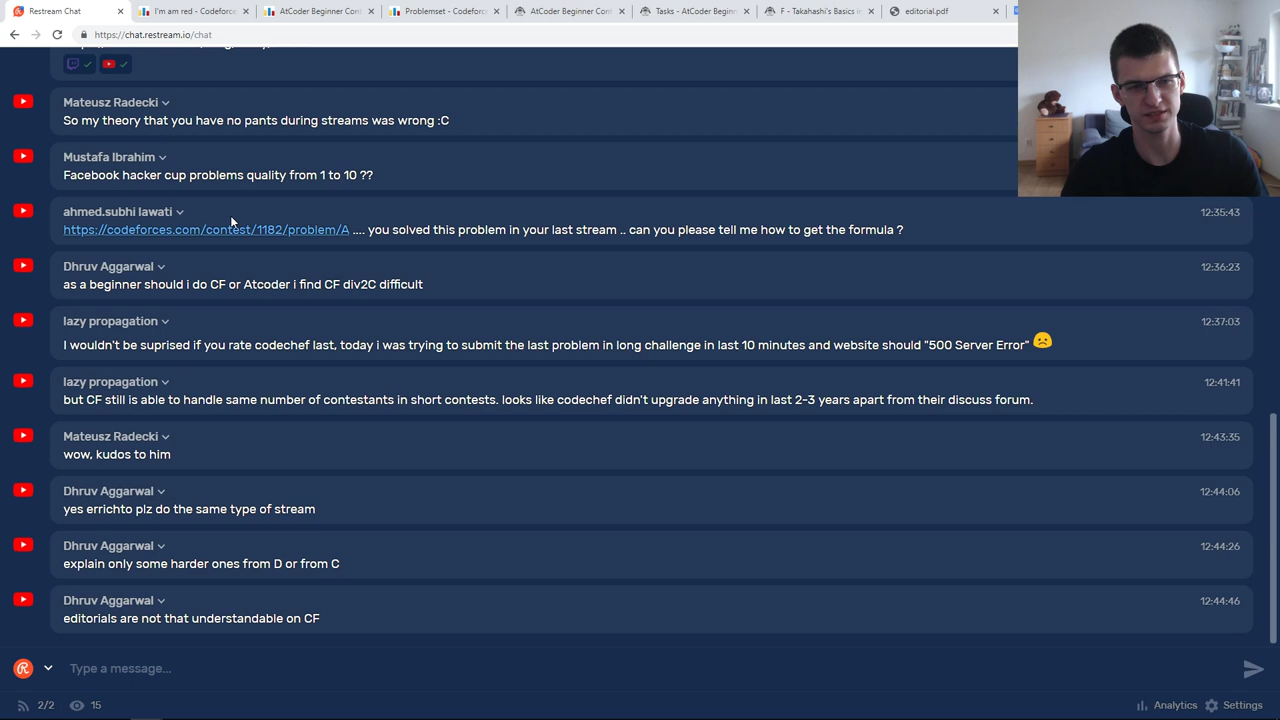 Restream Chat
I'm am red - Codeforc
AtCoder Beginner Cont
Problemset - Codeforc
AtCoder Beginner Cont
Tasks - AtCoder Begin
F - Takahashi's Basics in
editorial.pdf
https://chat.restream.io/chat
Mateusz Radecki
So my theory that you have no pants during streams was wrong :C
Mustafa Ibrahim
Facebook hacker cup problems quality from 1 to 10 ??
ahmed.subhi lawati
12:35:43
https://codeforces.com/contest/1182/problem/A .... you solved this problem in your last stream .. can you please tell me how to get the formula ?
Dhruv Aggarwal
12:36:23
as a beginner should i do CF or Atcoder i find CF div2C difficult
lazy propagation
12:37:03
I wouldn't be suprised if you rate codechef last, today i was trying to submit the last problem in long challenge in last 10 minutes and website should "500 Server Error"
lazy propagation
12:41:41
but CF still is able to handle same number of contestants in short contests. looks like codechef didn't upgrade anything in last 2-3 years apart from their discuss forum.
Mateusz Radecki
12:43:35
wow, kudos to him
Dhruv Aggarwal
12:44:06
yes errichto plz do the same type of stream
Dhruv Aggarwal
12:44:26
explain only some harder ones from D or from C
Dhruv Aggarwal
12:44:46
editorials are not that understandable on CF
Type a message...
2/2
15
Analytics
Settings